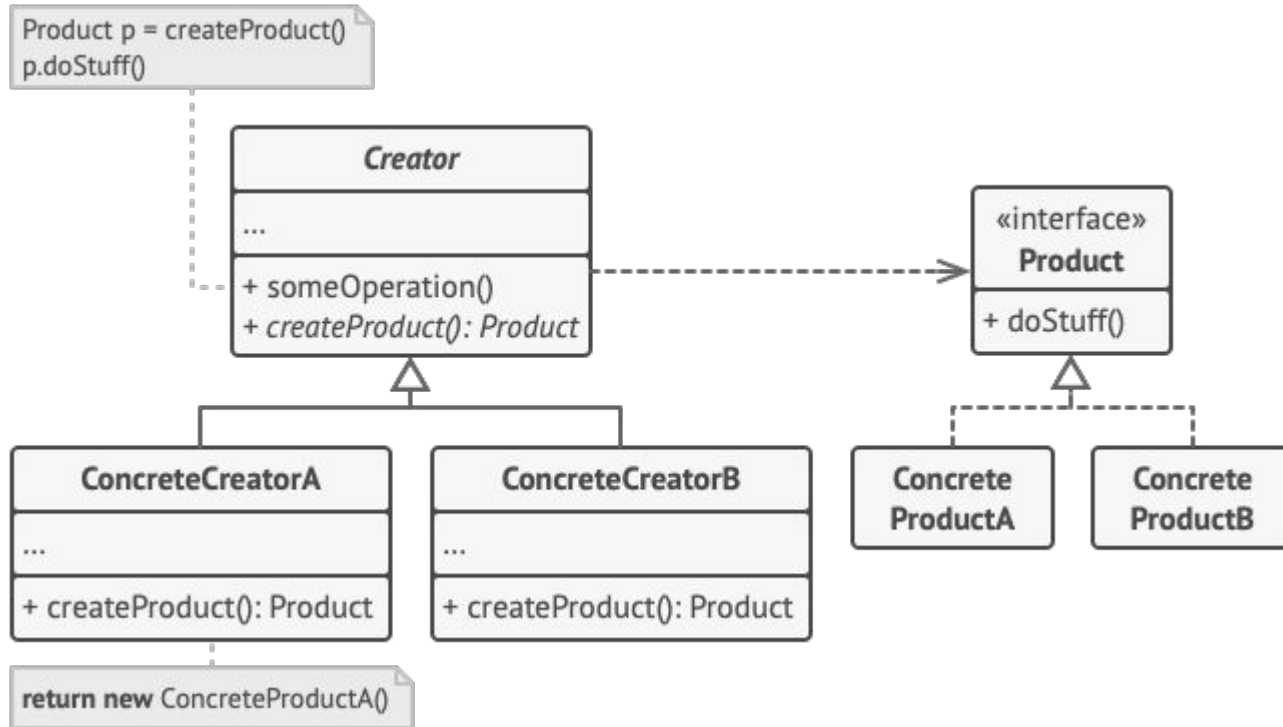 Product p = createProduct()
p.doStuff()
Creator
...
+ someOperation()
+ createProduct(): Product
«interface»
Product
+ doStuff()
ConcreteCreatorA
...
+ createProduct(): Product
ConcreteCreatorB
...
+ createProduct(): Product
Concrete
ProductA
Concrete
ProductB
return new ConcreteProductA()